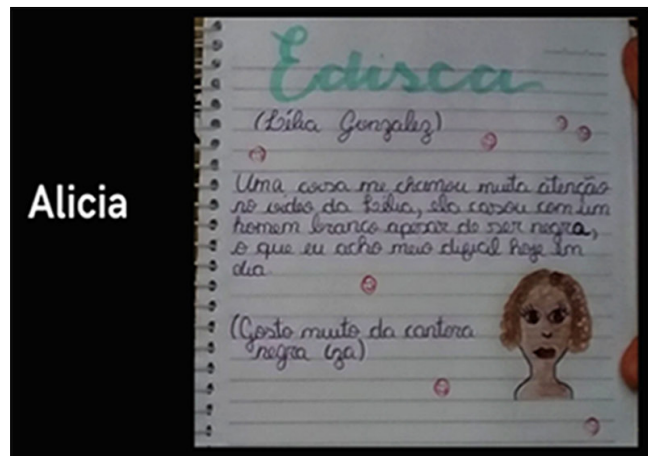 Alicia
Edisca
(Lélia Gonzalez)
Uma coisa me chamou muita atenção
no vídeo da Lélia, ela casou com um
homem branco apesar de ser negra,
o que eu acho meio difícil hoje em
dia.
(Gosto muito da cantora
negra Iza)